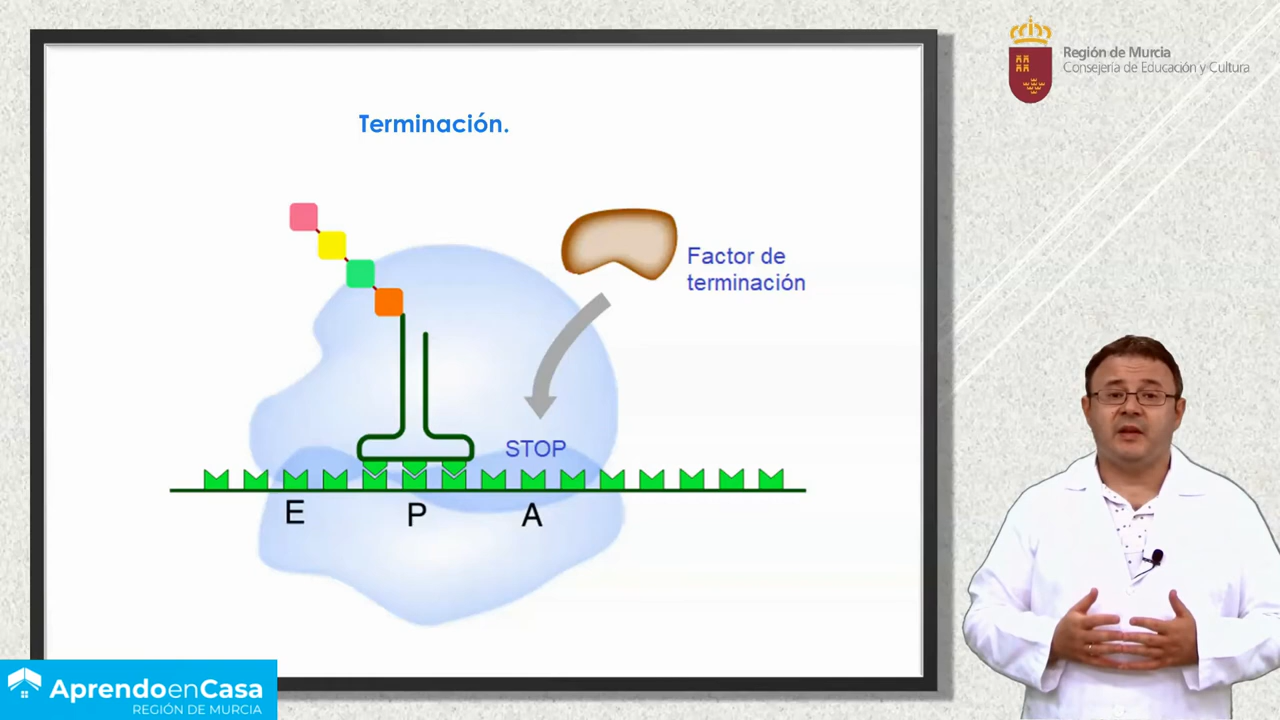 Terminación.
Región de Murcia
Consejería de Educación y Cultura
Factor de
terminación
STOP
E P A
AprendoenCasa
REGIÓN DE MURCIA